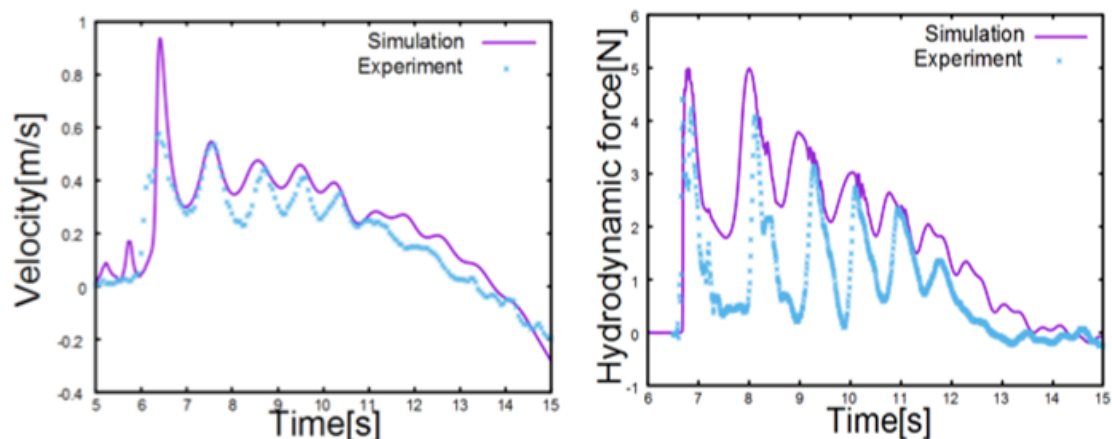 Velocity[m/s]
1
0.8
0.6
0.4
0.2
0
-0.2
-0.4
Simulation
Experiment
5 6 7 8 9 10 11 12 13 14 15
Time[s]
Hydrodynamic force[N]
6
5
4
3
2
1
0
-1
Simulation
Experiment
6 7 8 9 10 11 12 13 14 15
Time[s]